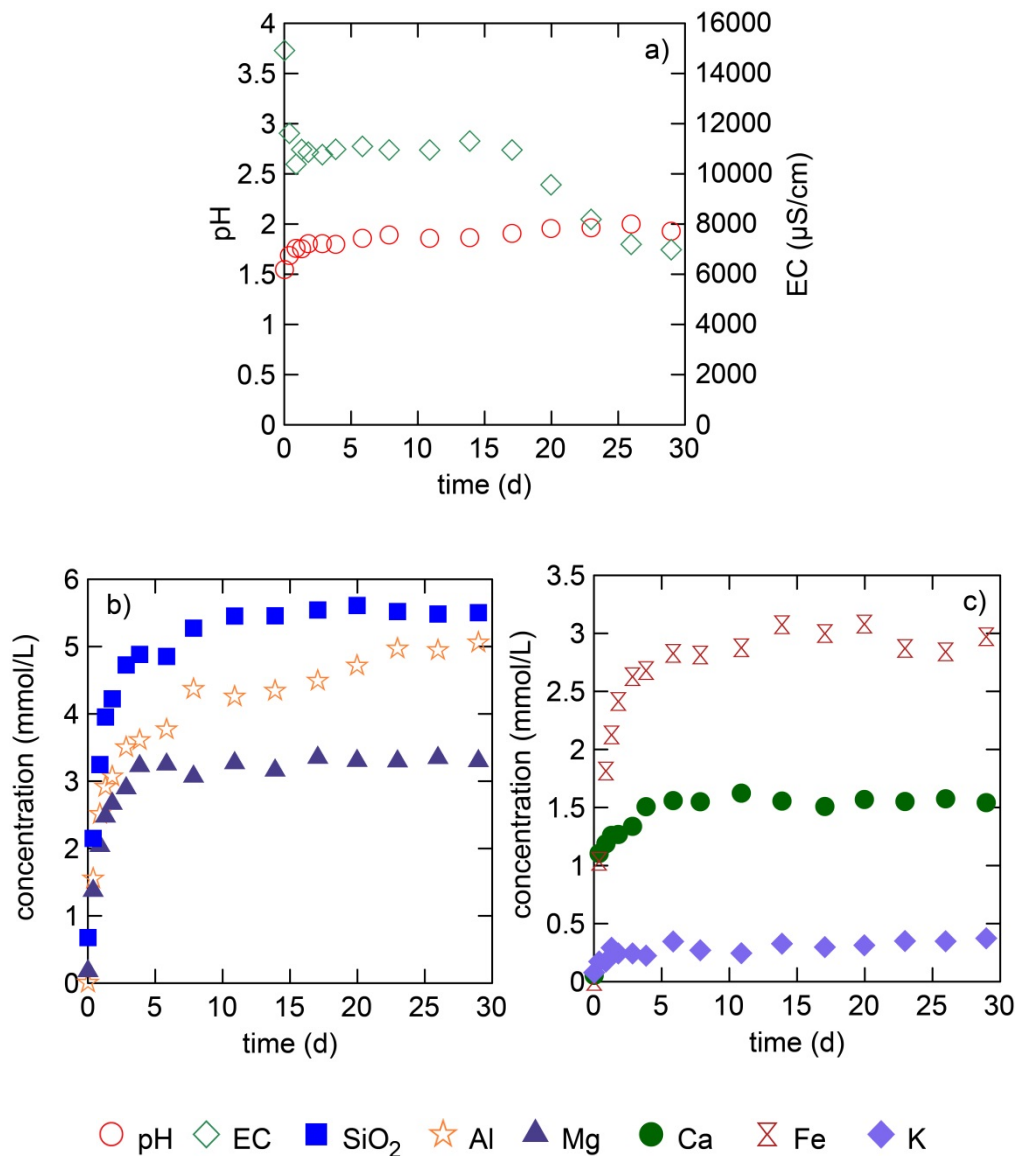 a)
4
3.5
3
2.5
2
1.5
1
0.5
0
pH
16000
14000
12000
10000
8000
6000
4000
2000
0
EC (µS/cm)
0 5 10 15 20 25 30
time (d)
b)
6
5
4
3
2
1
0
concentration (mmol/L)
0 5 10 15 20 25 30
time (d)
c)
3.5
3
2.5
2
1.5
1
0.5
0
concentration (mmol/L)
0 5 10 15 20 25 30
time (d)
pH EC SiO₂ Al Mg Ca Fe K